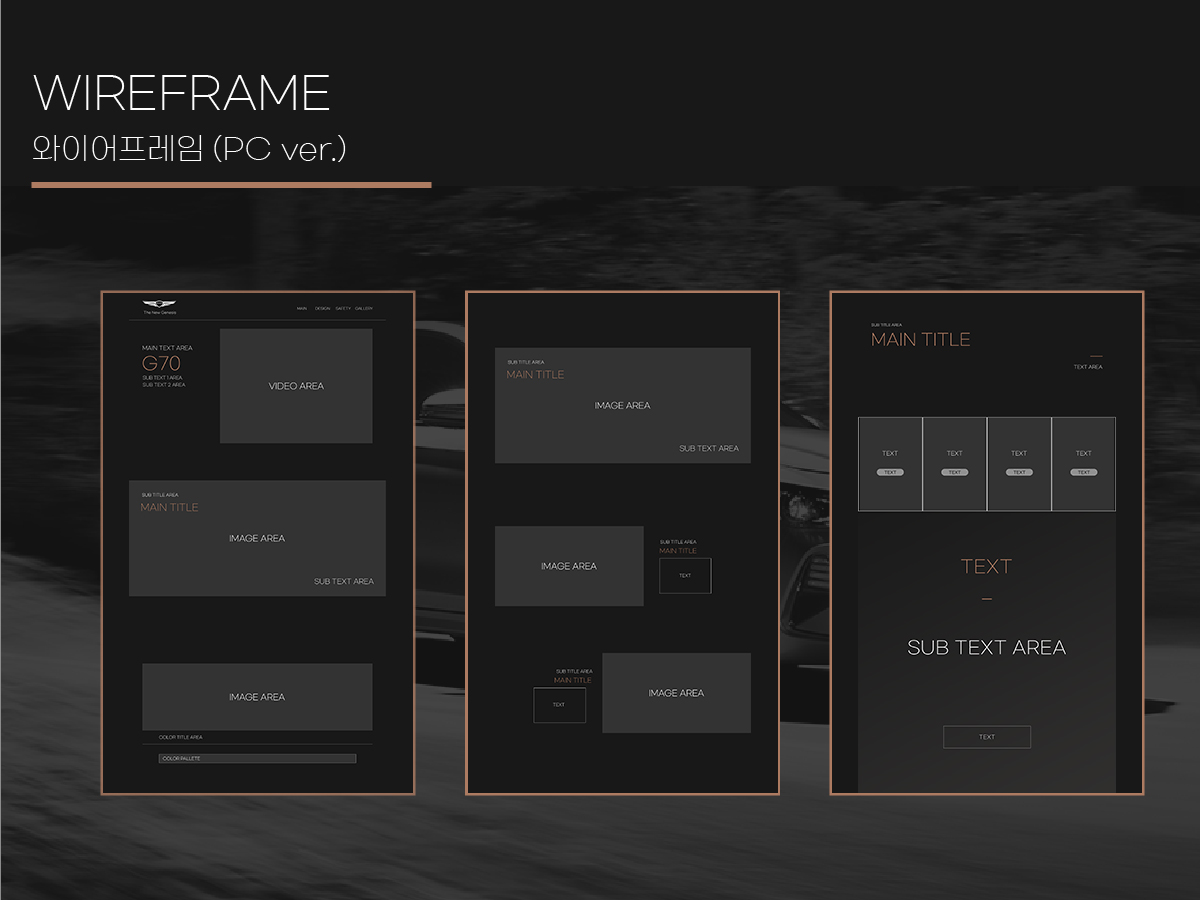 WIREFRAME
와이어프레임 (PC ver.)
The New Genesis
MAIN DESIGN SAFETY GALLERY
MAIN TEXT AREA
G70
SUB TEXT 1 AREA
SUB TEXT 2 AREA
VIDEO AREA
SUB TITLE AREA
MAIN TITLE
IMAGE AREA
SUB TEXT AREA
IMAGE AREA
COLOR TITLE AREA
COLOR PALLETE
SUB TITLE AREA
MAIN TITLE
IMAGE AREA
SUB TEXT AREA
IMAGE AREA
SUB TITLE AREA
MAIN TITLE
TEXT
SUB TITLE AREA
MAIN TITLE
TEXT
IMAGE AREA
SUB TITLE AREA
MAIN TITLE
TEXT AREA
TEXT TEXT TEXT TEXT
TEXT TEXT TEXT TEXT
TEXT
SUB TEXT AREA
TEXT